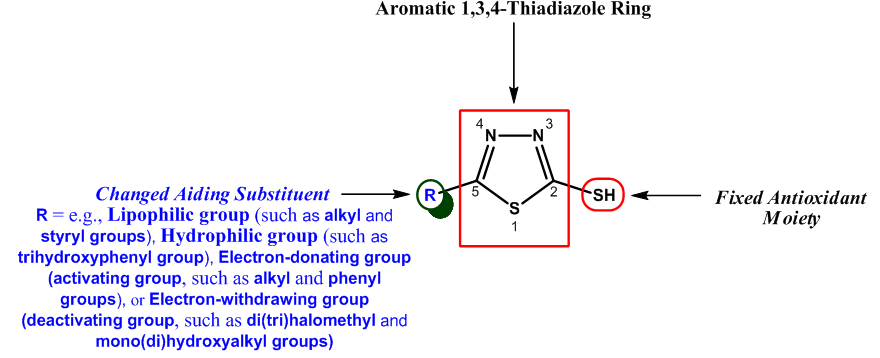 Aromatic 1,3,4-Thiadiazole Ring
4 3
N N
5 2
R SH
S
1
Changed Aiding Substituent
R = e.g., Lipophilic group (such as alkyl and
styryl groups), Hydrophilic group (such as
trihydroxyphenyl group), Electron-donating group
(activating group, such as alkyl and phenyl
groups), or Electron-withdrawing group
(deactivating group, such as di(tri)halomethyl and
mono(di)hydroxyalkyl groups)
Fixed Antioxidant
Moiety